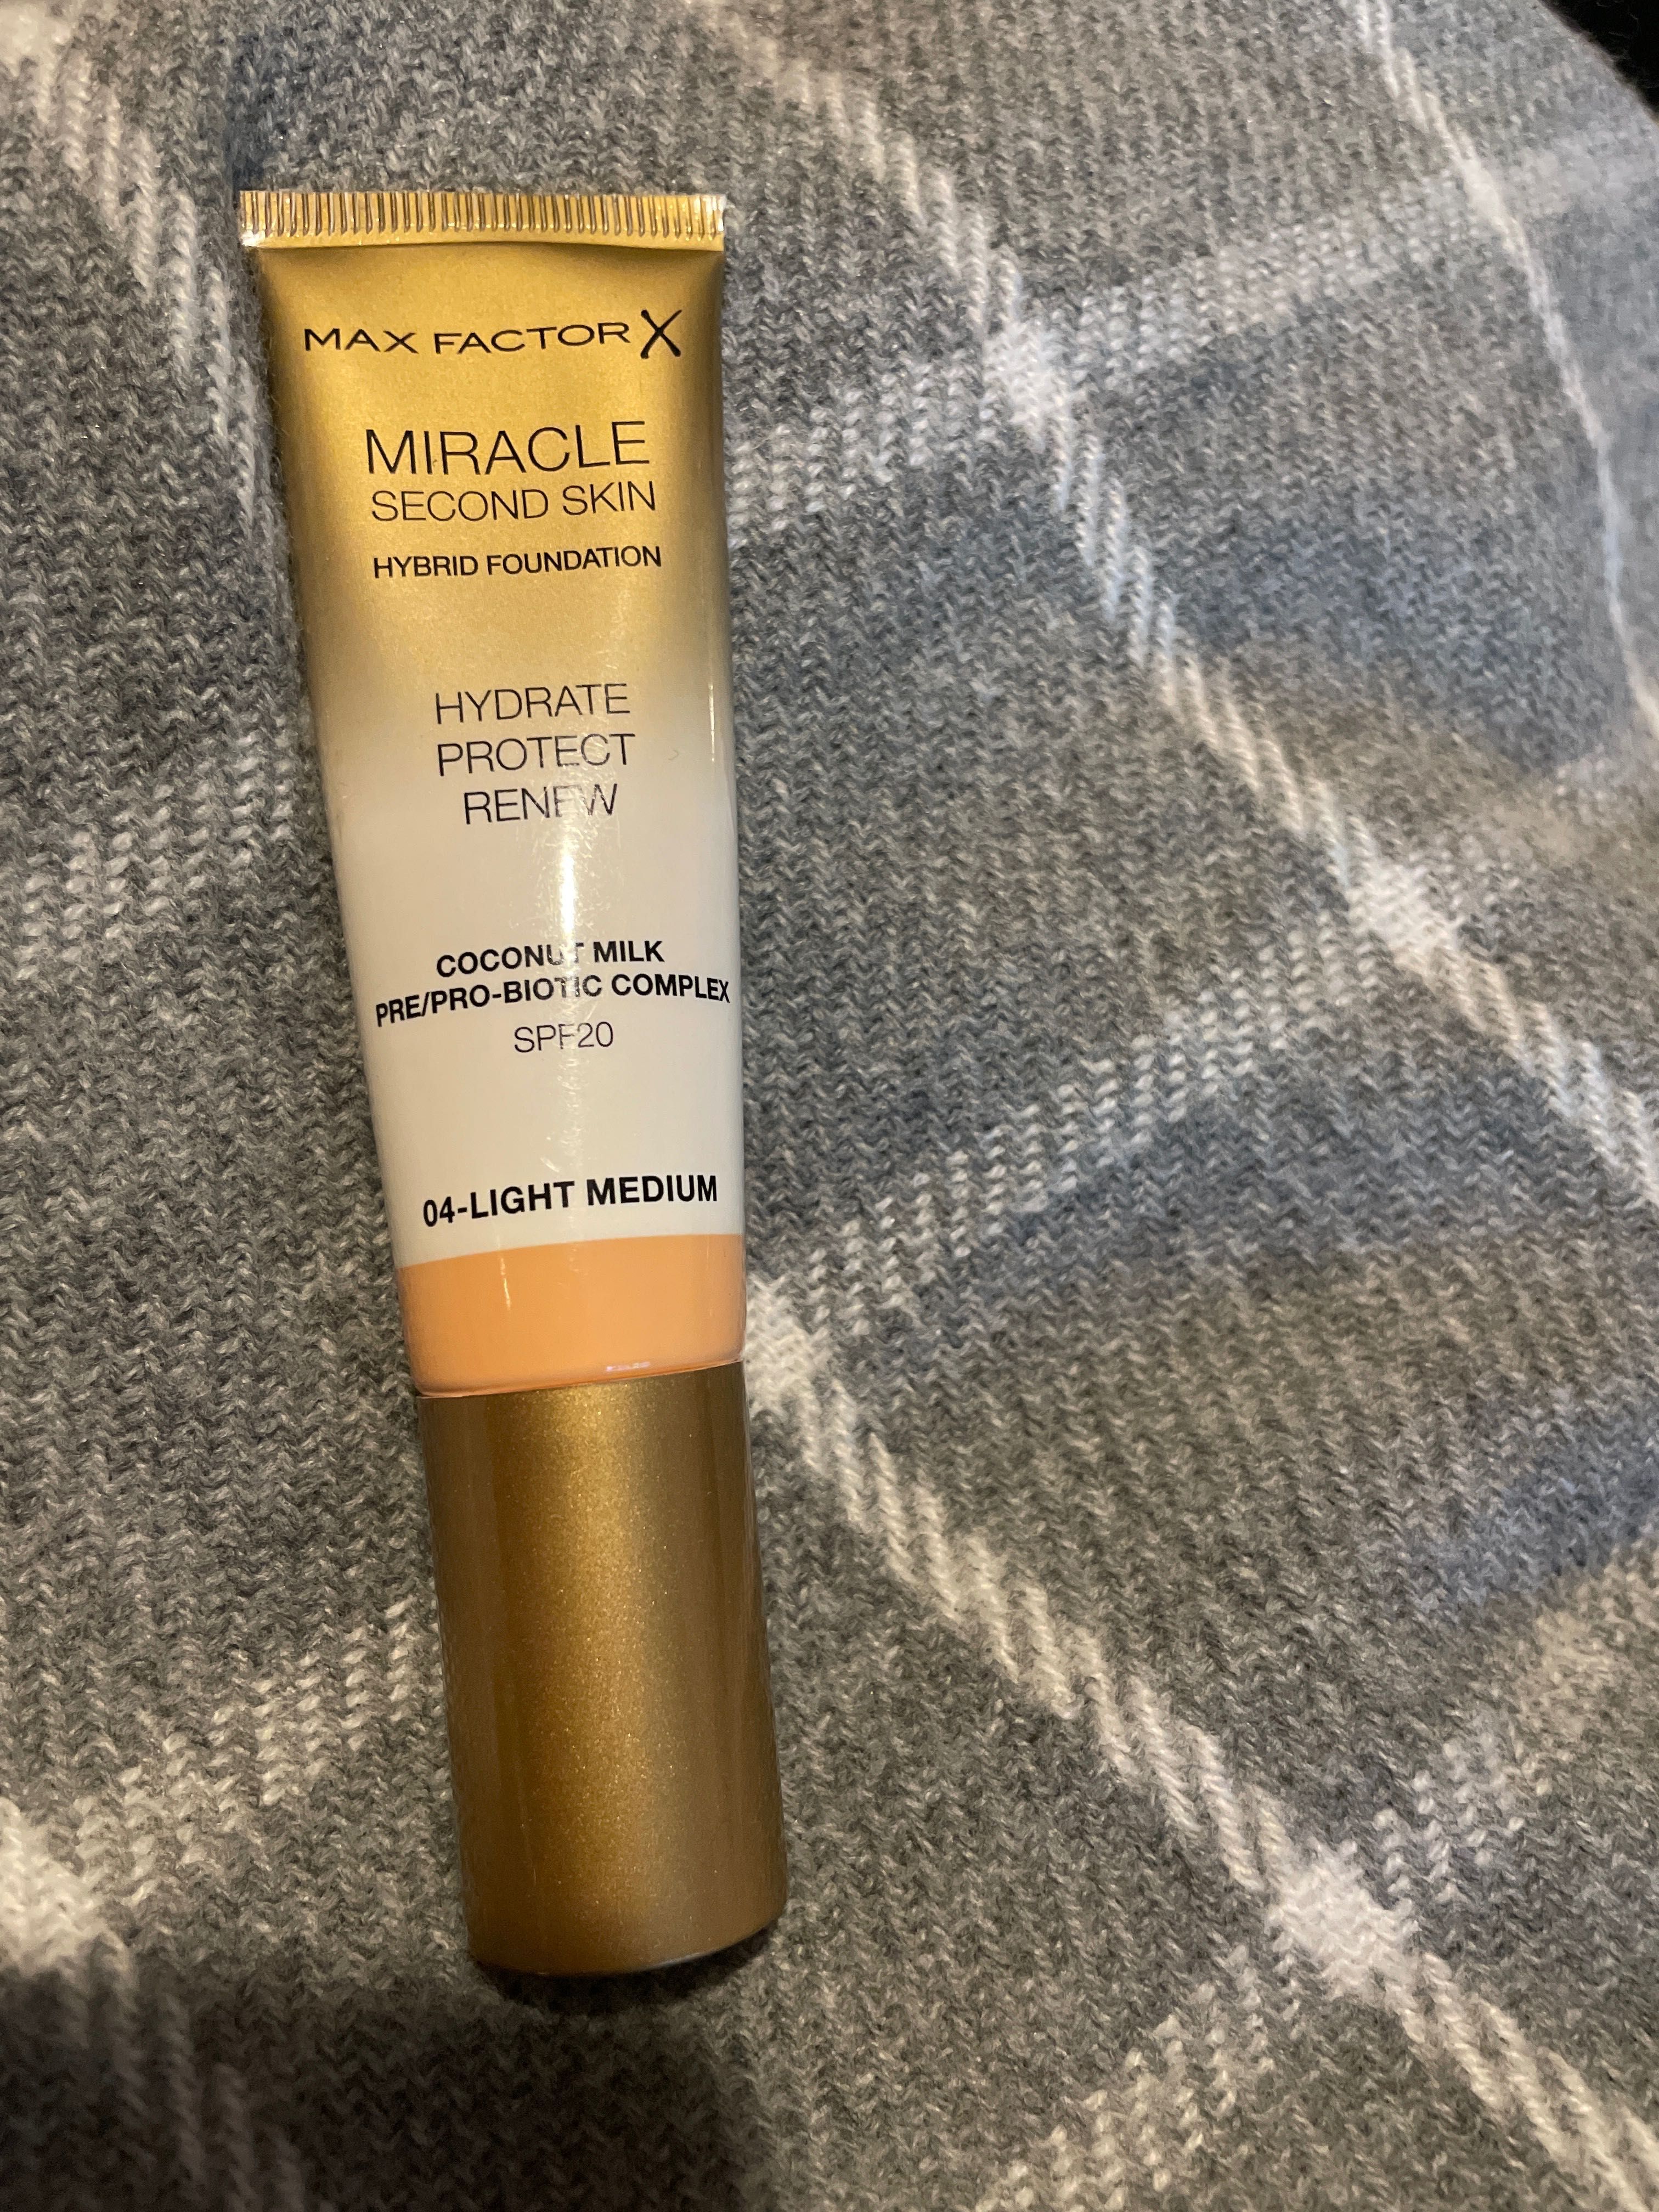 MAX FACTOR X
MIRACLE
SECOND SKIN
HYBRID FOUNDATION
HYDRATE
PROTECT
RENEW
COCONUT MILK
PRE/PRO-BIOTIC COMPLEX
SPF20
04-LIGHT MEDIUM